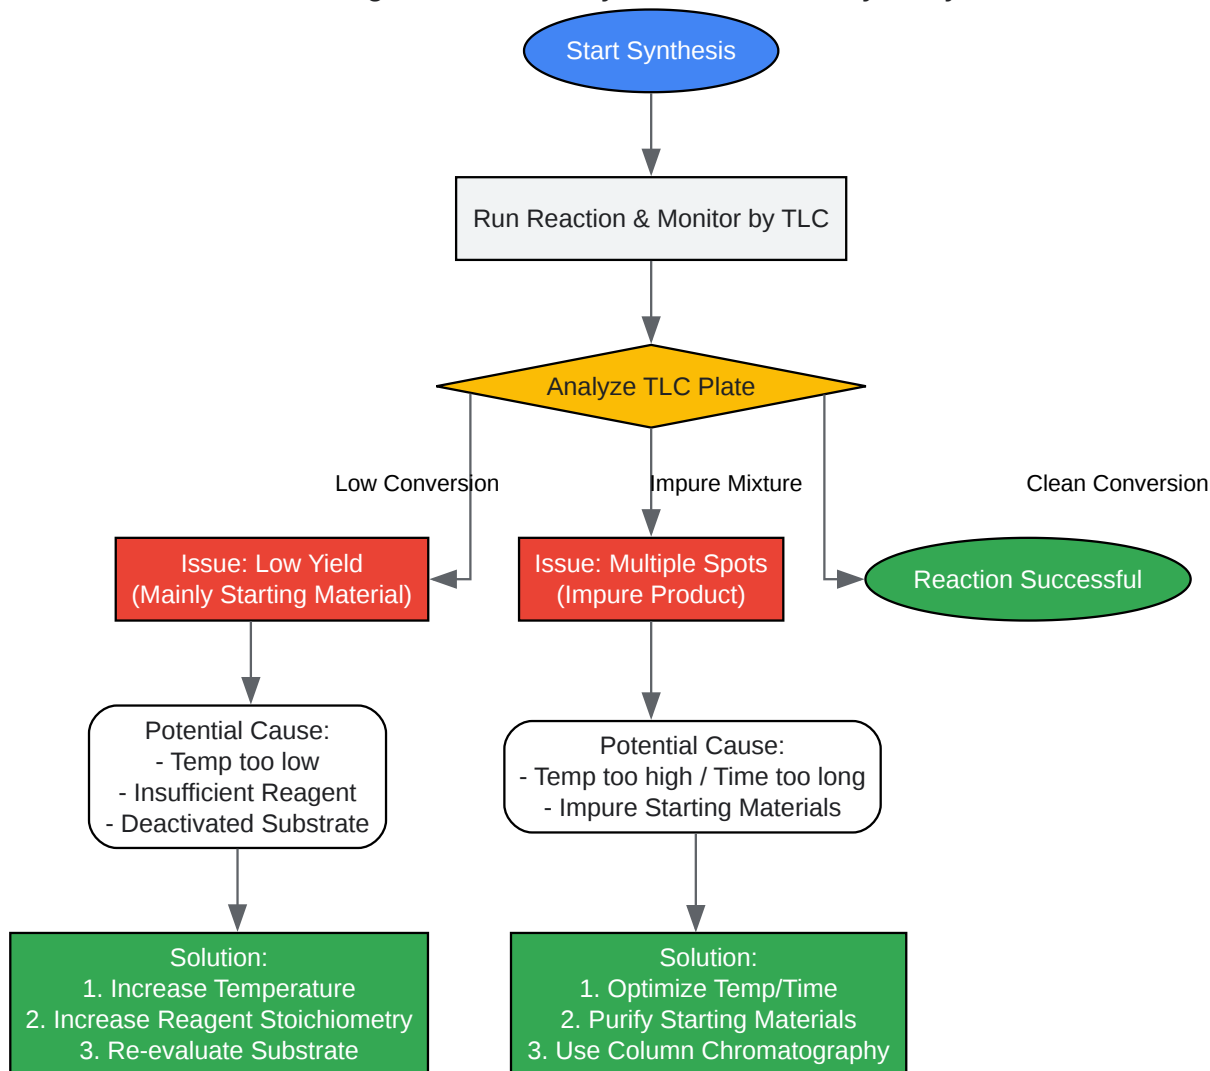 Start Synthesis
Run Reaction & Monitor by TLC
Analyze TLC Plate
Low Conversion
Impure Mixture
Clean Conversion
Issue: Low Yield
(Mainly Starting Material)
Issue: Multiple Spots
(Impure Product)
Reaction Successful
Potential Cause:
- Temp too low
- Insufficient Reagent
- Deactivated Substrate
Potential Cause:
- Temp too high / Time too long
- Impure Starting Materials
Solution:
1. Increase Temperature
2. Increase Reagent Stoichiometry
3. Re-evaluate Substrate
Solution:
1. Optimize Temp/Time
2. Purify Starting Materials
3. Use Column Chromatography